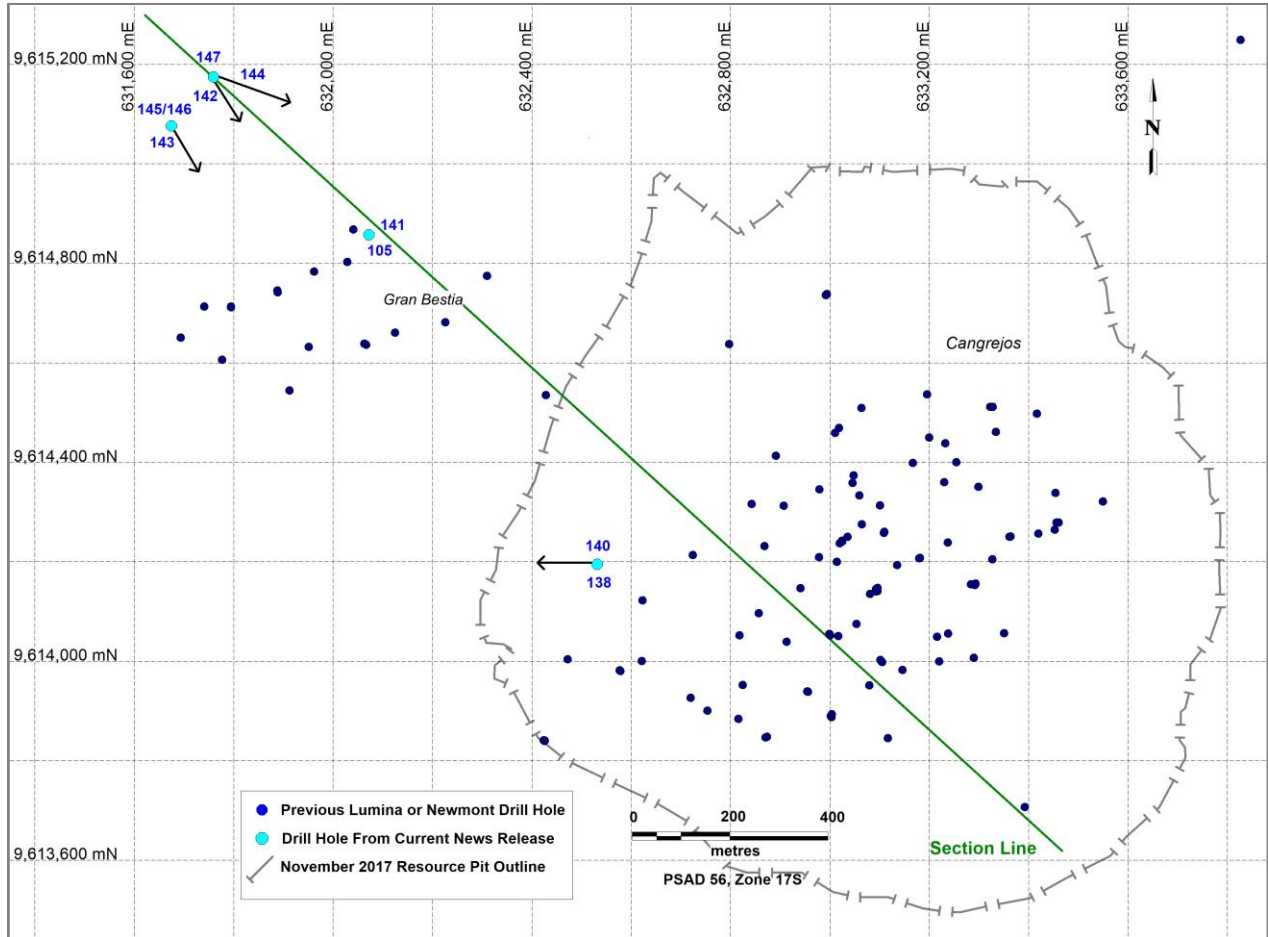 631,600 mE
632,000 mE
632,400 mE
632,800 mE
633,200 mE
633,600 mE
9,615,200 mN
147
144
142
145/146
143
N
141
105
9,614,800 mN
Gran Bestia
Cangrejos
9,614,400 mN
140
138
9,614,000 mN
Previous Lumina or Newmont Drill Hole
Drill Hole From Current News Release
November 2017 Resource Pit Outline
0 200 400
metres
PSAD 56, Zone 17S
Section Line
9,613,600 mN